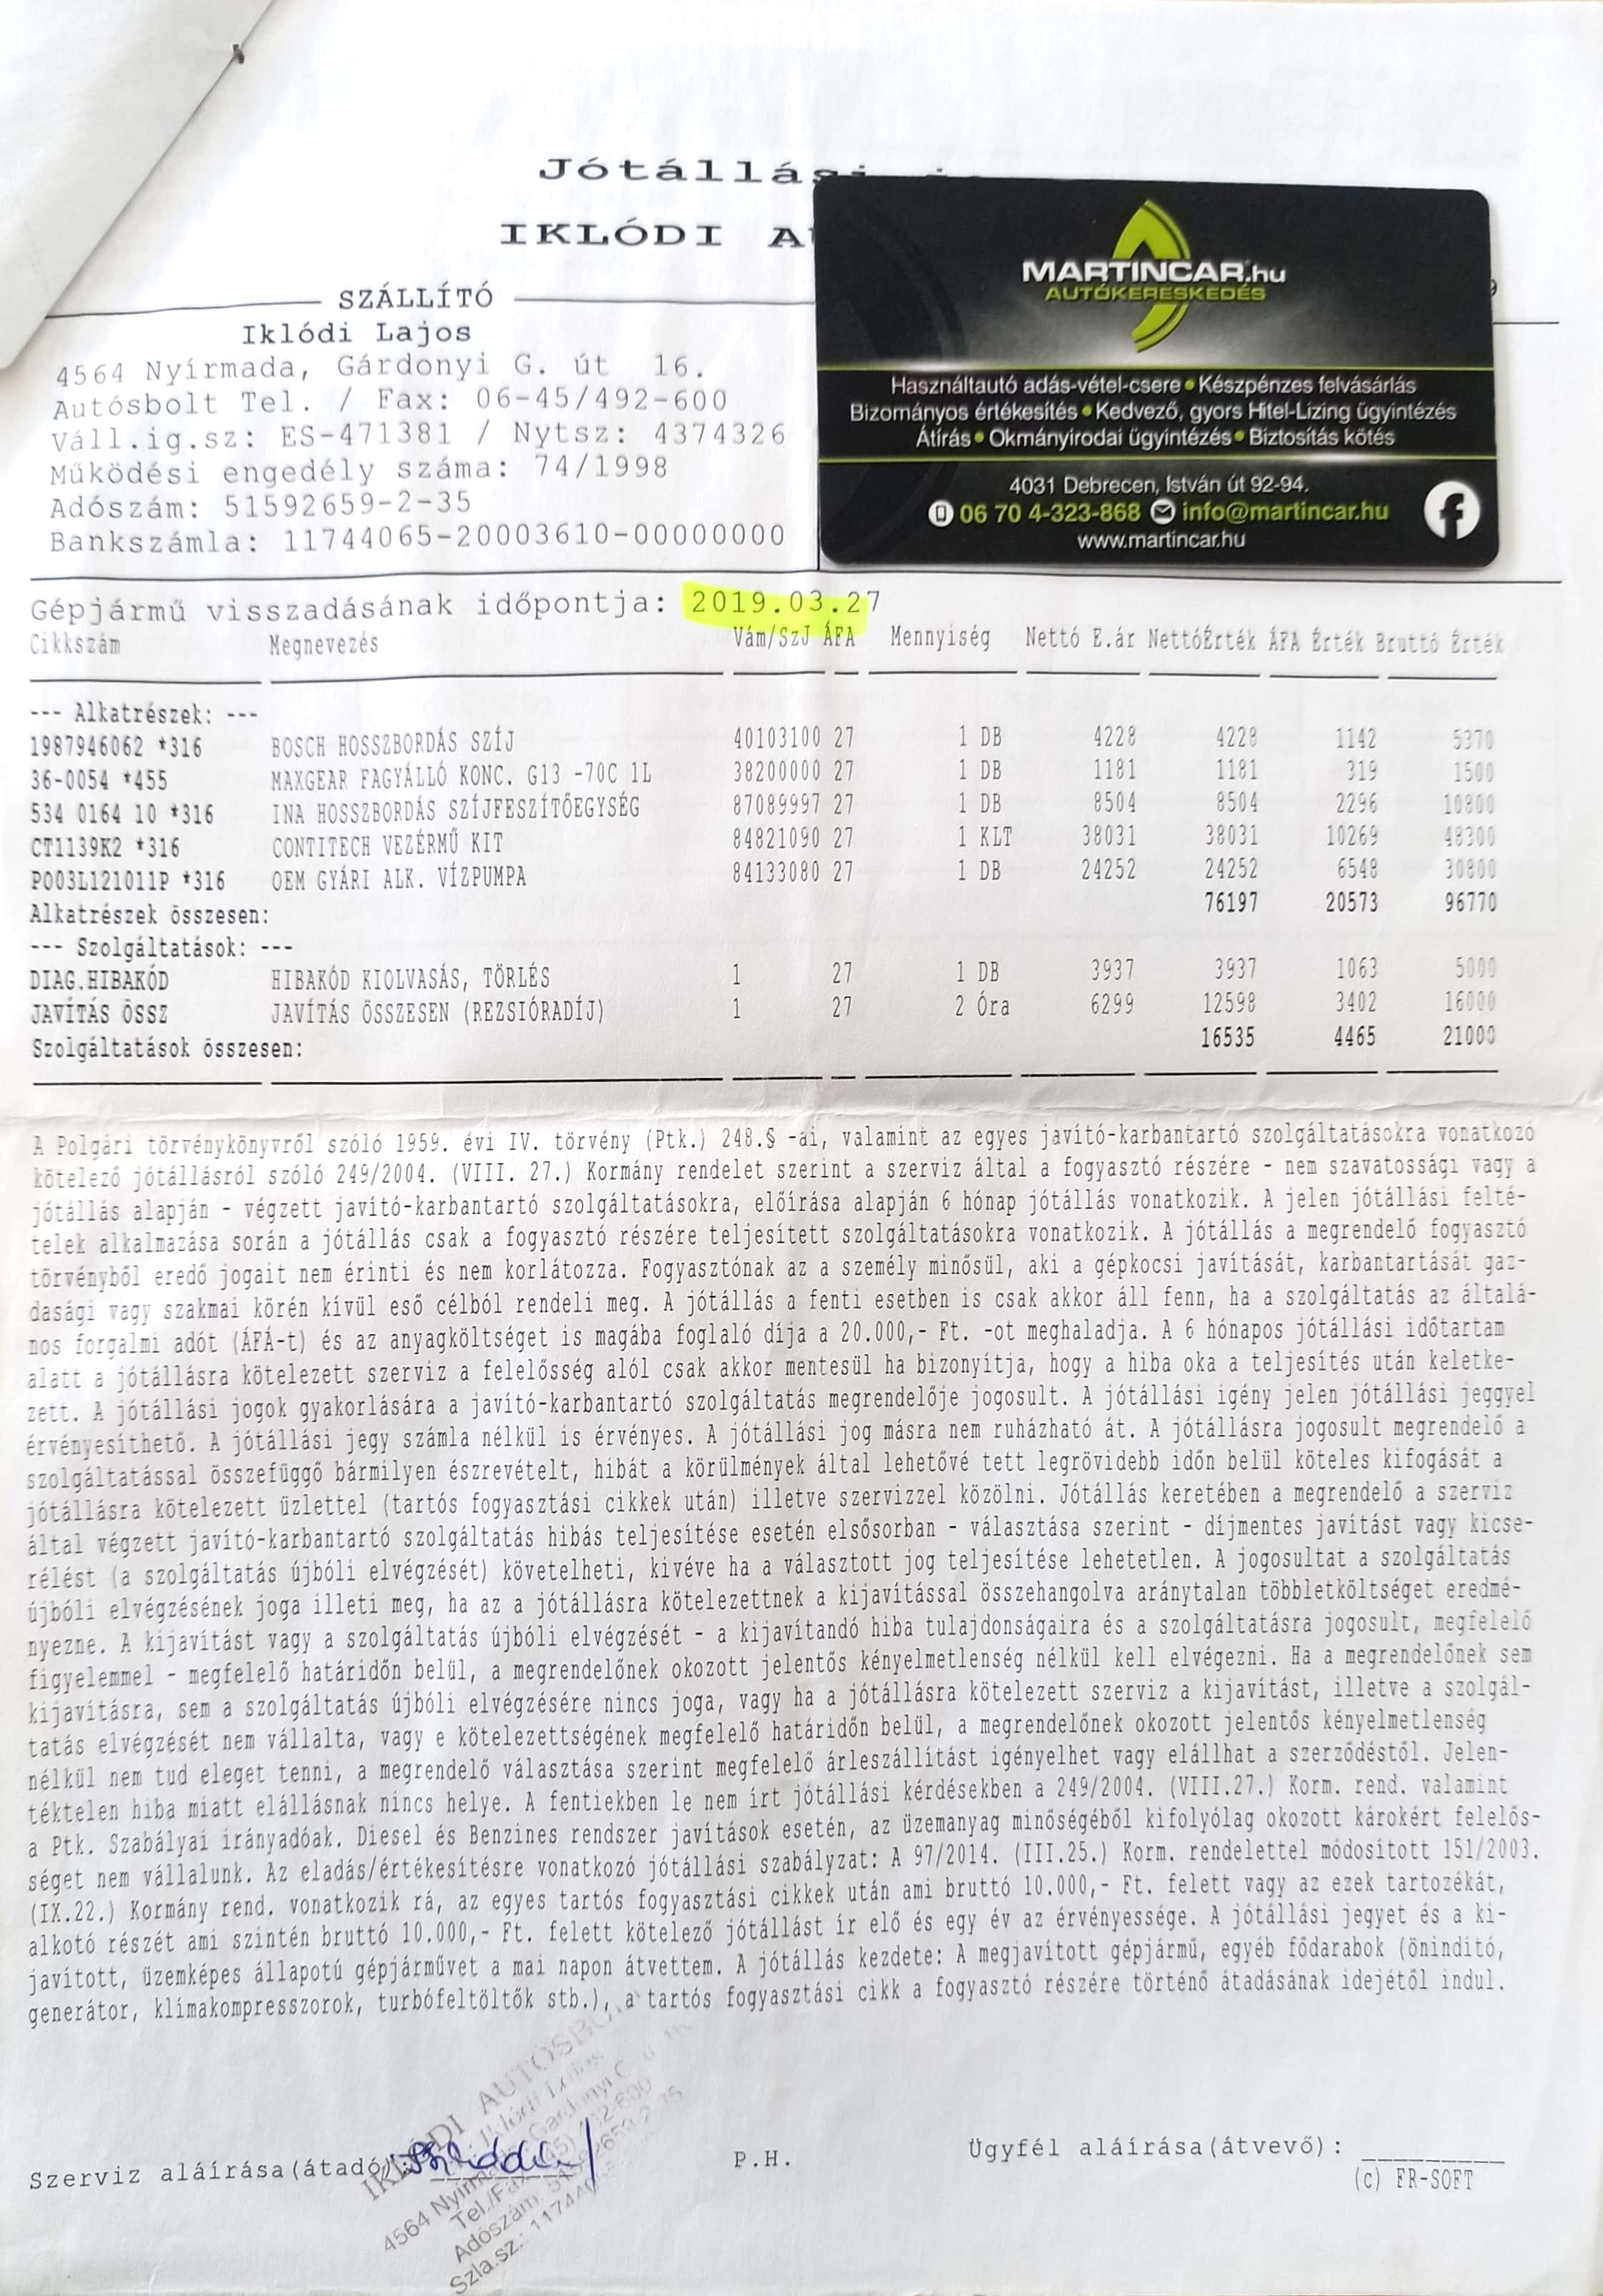 Jótállási
IKLÓDI
SZÁLLÍTÓ
Iklódi Lajos
4564 Nyírmada, Gárdonyi G. út 16.
Autósbolt Tel. / Fax: 06-45/492-600
Váll.ig.sz: ES-471381 / Nytsz: 4374326
Működési engedély száma: 74/1998
Adószám: 51592659-2-35
Bankszámla: 11744065-20003610-00000000
MARTINCAR.hu
AUTÓKERESKEDÉS
Használtautó adás-vétel-csere • Készpénzes felvásárlás
Bizományos értékesítés • Kedvező, gyors Hitel-Lizing ügyintézés
Átírás • Okmányirodai ügyintézés • Biztosítás kötés
4031 Debrecen, István út 92-94.
06 70 4-323-868 info@martincar.hu
www.martincar.hu
Gépjármű visszadásának időpontja: 2019.03.27
Cikkszám Megnevezés Vám/SzJ ÁFA Mennyiség Nettó E.ár NettóÉrték ÁFA Érték Bruttó Érték
--- Alkatrészek: ---
1987946062 *316 BOSCH HOSSZBORDÁS SZÍJ 40103100 27 1 DB 4228 4228 1142 5370
36-0054 *455 MAXGEAR FAGYÁLLÓ KONC. G13 -70C 1L 38200000 27 1 DB 1181 1181 319 1500
534 0164 10 *316 INA HOSSZBORDÁS SZÍJFESZÍTŐEGYSÉG 87089997 27 1 DB 8504 8504 2296 10800
CT1139K2 *316 CONTITECH VEZÉRMŰ KIT 84821090 27 1 KLT 38031 38031 10269 48300
P003L121011P *316 OEM GYÁRI ALK. VÍZPUMPA 84133080 27 1 DB 24252 24252 6548 30800
Alkatrészek összesen: 76197 20573 96770
--- Szolgáltatások: ---
DIAG.HIBAKÓD HIBAKÓD KIOLVASÁS, TÖRLÉS 1 27 1 DB 3937 3937 1063 5000
JAVÍTÁS ÖSSZ JAVÍTÁS ÖSSZESEN (REZSIÓRADÍJ) 1 27 2 Óra 6299 12598 3402 16000
Szolgáltatások összesen: 16535 4465 21000
A Polgári törvénykönyvről szóló 1959. évi IV. törvény (Ptk.) 248.§ -ai, valamint az egyes javító-karbantartó szolgáltatásokra vonatkozó
kötelező jótállásról szóló 249/2004. (VIII. 27.) Kormány rendelet szerint a szerviz által a fogyasztó részére - nem szavatossági vagy a
jótállás alapján - végzett javító-karbantartó szolgáltatásokra, előírása alapján 6 hónap jótállás vonatkozik. A jelen jótállási felté-
telek alkalmazása során a jótállás csak a fogyasztó részére teljesített szolgáltatásokra vonatkozik. A jótállás a megrendelő fogyasztó
törvényből eredő jogait nem érinti és nem korlátozza. Fogyasztónak az a személy minősül, aki a gépkocsi javítását, karbantartását gaz-
dasági vagy szakmai körén kívül eső célból rendeli meg. A jótállás a fenti esetben is csak akkor áll fenn, ha a szolgáltatás az általá-
nos forgalmi adót (ÁFÁ-t) és az anyagköltséget is magába foglaló díja a 20.000,- Ft. -ot meghaladja. A 6 hónapos jótállási időtartam
alatt a jótállásra kötelezett szerviz a felelősség alól csak akkor mentesül ha bizonyítja, hogy a hiba oka a teljesítés után keletke-
zett. A jótállási jogok gyakorlására a javító-karbantartó szolgáltatás megrendelője jogosult. A jótállási igény jelen jótállási jeggyel
érvényesíthető. A jótállási jegy számla nélkül is érvényes. A jótállási jog másra nem ruházható át. A jótállásra jogosult megrendelő a
szolgáltatással összefüggő bármilyen észrevételt, hibát a körülmények által lehetővé tett legrövidebb időn belül köteles kifogását a
jótállásra kötelezett üzlettel (tartós fogyasztási cikkek után) illetve szervizzel közölni. Jótállás keretében a megrendelő a szerviz
által végzett javító-karbantartó szolgáltatás hibás teljesítése esetén elsősorban - választása szerint - díjmentes javítást vagy kicse-
rélést (a szolgáltatás újbóli elvégzését) követelheti, kivéve ha a választott jog teljesítése lehetetlen. A jogosultat a szolgáltatás
újbóli elvégzésének joga illeti meg, ha az a jótállásra kötelezettnek a kijavítással összehangolva aránytalan többletköltséget eredmé-
nyezne. A kijavítást vagy a szolgáltatás újbóli elvégzését - a kijavítandó hiba tulajdonságaira és a szolgáltatásra jogosult, megfelelő
figyelemmel - megfelelő határidőn belül, a megrendelőnek okozott jelentős kényelmetlenség nélkül kell elvégezni. Ha a megrendelőnek sem
kijavításra, sem a szolgáltatás újbóli elvégzésére nincs joga, vagy ha a jótállásra kötelezett szerviz a kijavítást, illetve a szolgál-
tatás elvégzését nem vállalta, vagy e kötelezettségének megfelelő határidőn belül, a megrendelőnek okozott jelentős kényelmetlenség
nélkül nem tud eleget tenni, a megrendelő választása szerint megfelelő árleszállítást igényelhet vagy elállhat a szerződéstől. Jelen-
téktelen hiba miatt elállásnak nincs helye. A fentiekben le nem írt jótállási kérdésekben a 249/2004. (VIII.27.) Korm. rend. valamint
a Ptk. Szabályai irányadóak. Diesel és Benzines rendszer javítások esetén, az üzemanyag minőségéből kifolyólag okozott károkért felelős-
séget nem vállalunk. Az eladás/értékesítésre vonatkozó jótállási szabályzat: A 97/2014. (III.25.) Korm. rendelettel módosított 151/2003.
(IX.22.) Kormány rend. vonatkozik rá, az egyes tartós fogyasztási cikkek után ami bruttó 10.000,- Ft. felett vagy az ezek tartozékát,
alkotó részét ami szintén bruttó 10.000,- Ft. felett kötelező jótállást ír elő és egy év az érvényessége. A jótállási jegyet és a ki-
javított, üzemképes állapotú gépjárművet a mai napon átvettem. A jótállás kezdete: A megjavított gépjármű, egyéb fődarabok (önindító,
generátor, klímakompresszorok, turbófeltöltők stb.), a tartós fogyasztási cikk a fogyasztó részére történő átadásának idejétől indul.
IKLÓDI AUTÓSBO
Iklódi Lajos
4564 Nyírm Gárdonyi
Tel./Fax
Adószám:
Szla.sz.: 11744
Szerviz aláírása(átadó):
P.H.
Ügyfél aláírása(átvevő):
(c) FR-SOFT